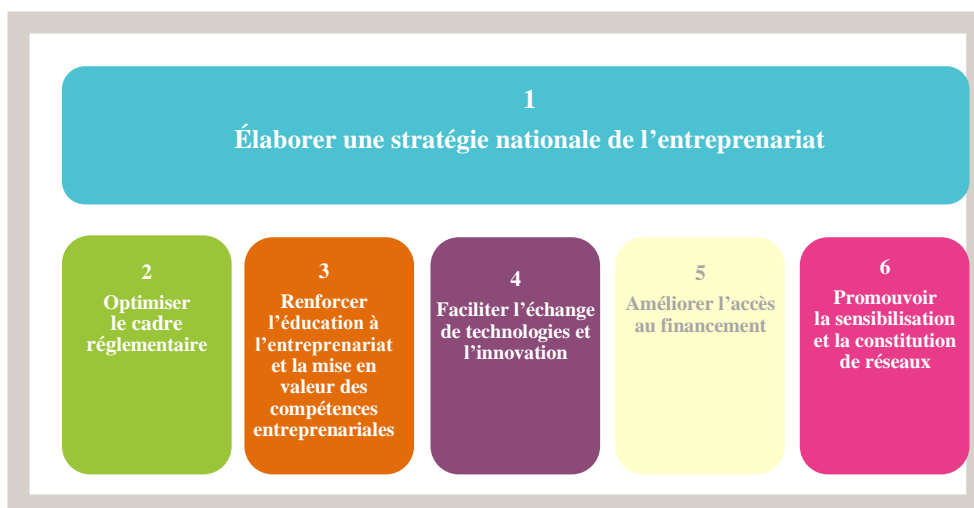 1
Élaborer une stratégie nationale de l’entreprenariat
2
Optimiser
le cadre
réglementaire
3
Renforcer
l’éducation à
l’entreprenariat
et la mise en
valeur des
compétences
entreprenariales
4
Faciliter l’échange
de technologies et
l’innovation
5
Améliorer l’accès
au financement
6
Promouvoir
la sensibilisation
et la constitution
de réseaux